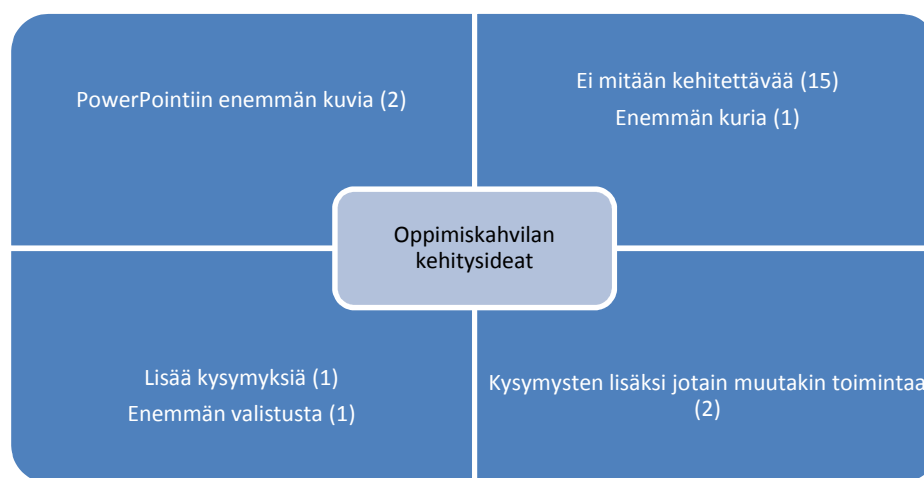 PowerPointiin enemmän kuvia (2)
Ei mitään kehitettävää (15)
Enemmän kuria (1)
Oppimiskahvilan
kehitysideat
Lisää kysymyksiä (1)
Enemmän valistusta (1)
Kysymysten lisäksi jotain muutakin toimintaa
(2)